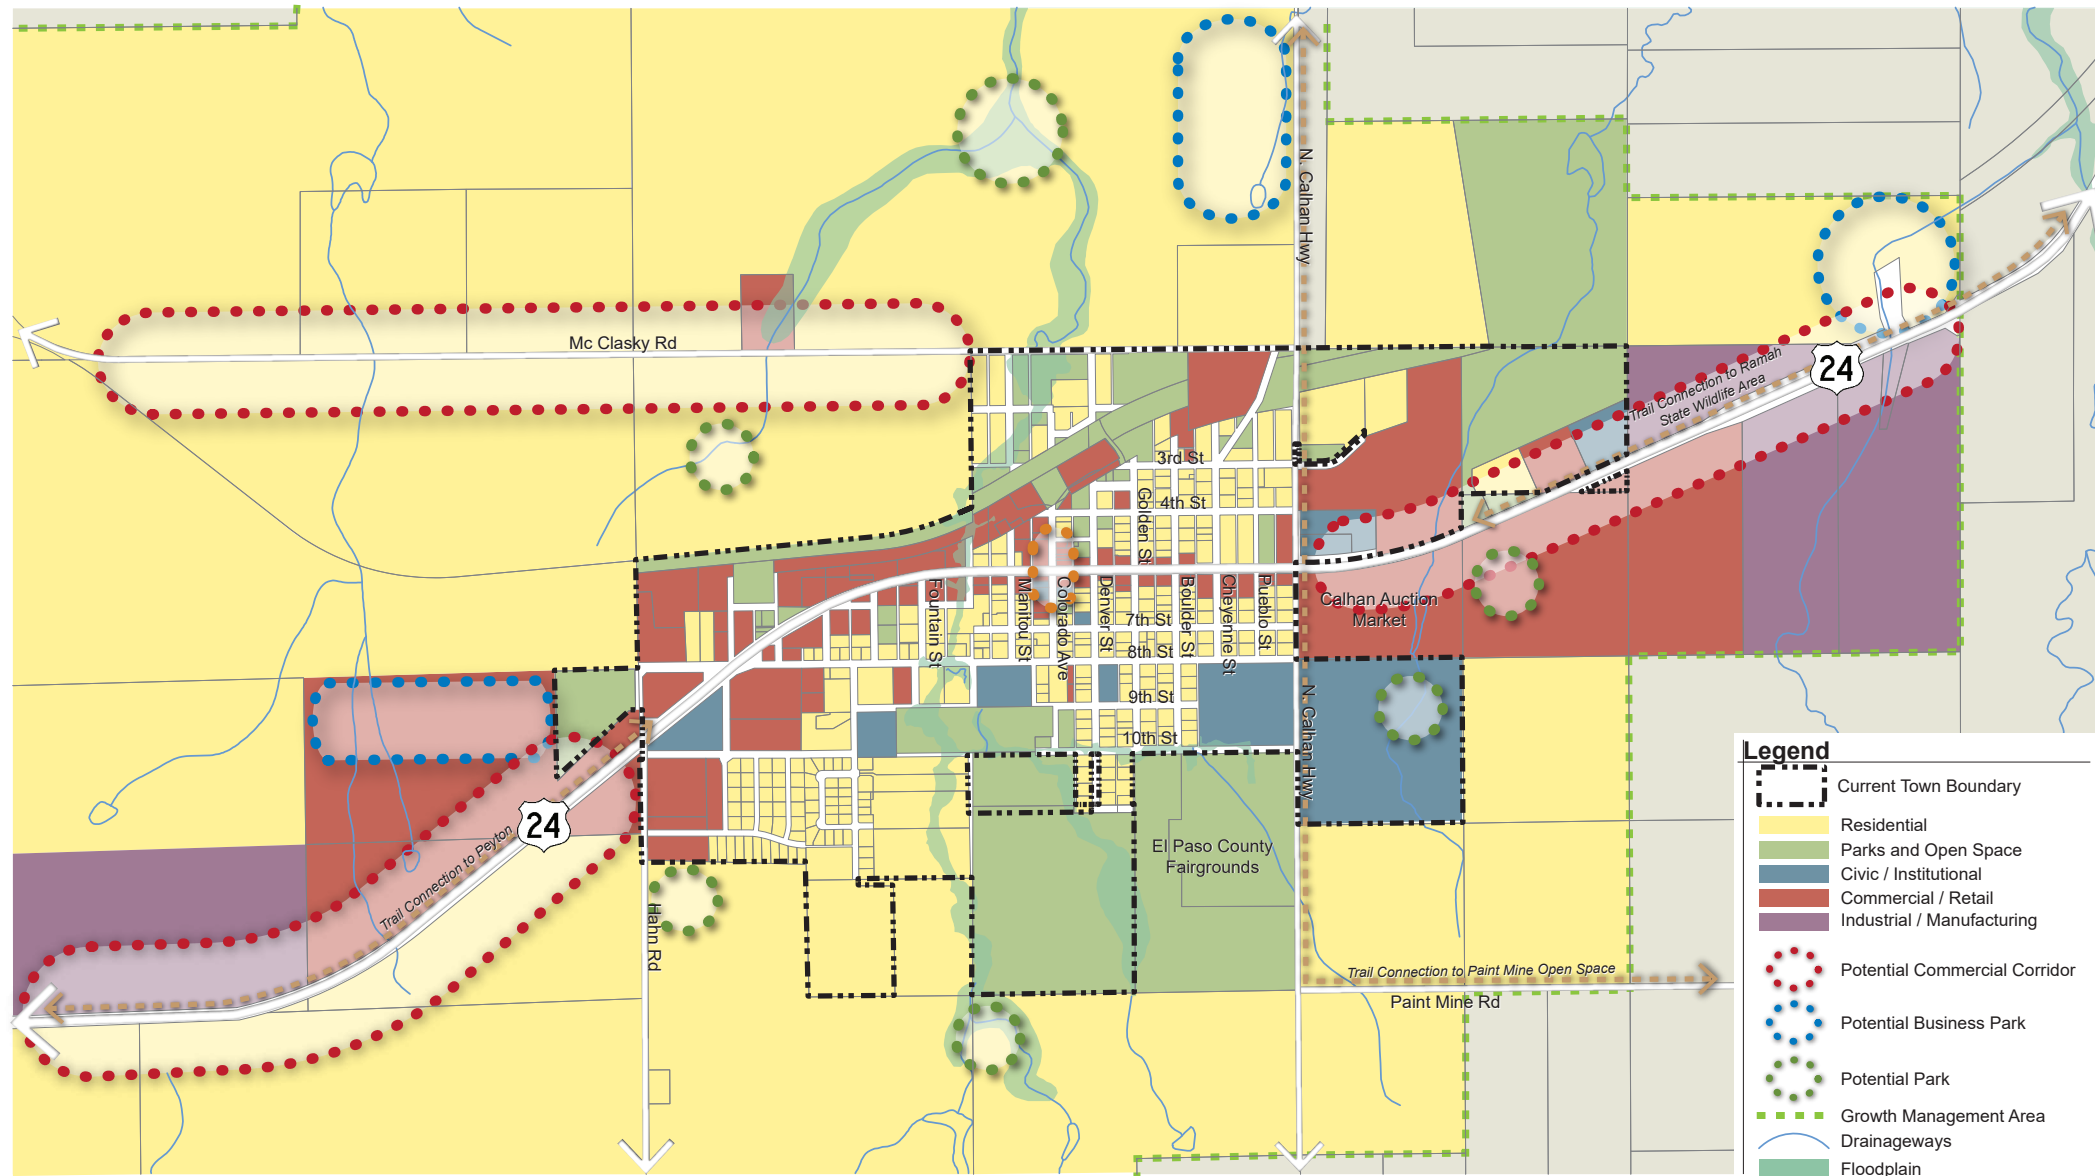 N. Calhan Hwy
Mc Clasky Rd
24
Trail Connection to Ramah
State Wildlife Area
3rd St
4th St
Golden St
Fountain St
Manitou St
Colorado Ave
Denver St
Boulder St
Cheyenne St
Pueblo St
Calhan Auction
Market
7th St
8th St
9th St
10th St
N. Calhan Hwy
24
Trail Connection to Peyton
El Paso County
Fairgrounds
Hahn Rd
Trail Connection to Paint Mine Open Space
Paint Mine Rd
Legend
Current Town Boundary
Residential
Parks and Open Space
Civic / Institutional
Commercial / Retail
Industrial / Manufacturing
Potential Commercial Corridor
Potential Business Park
Potential Park
Growth Management Area
Drainageways
Floodplain